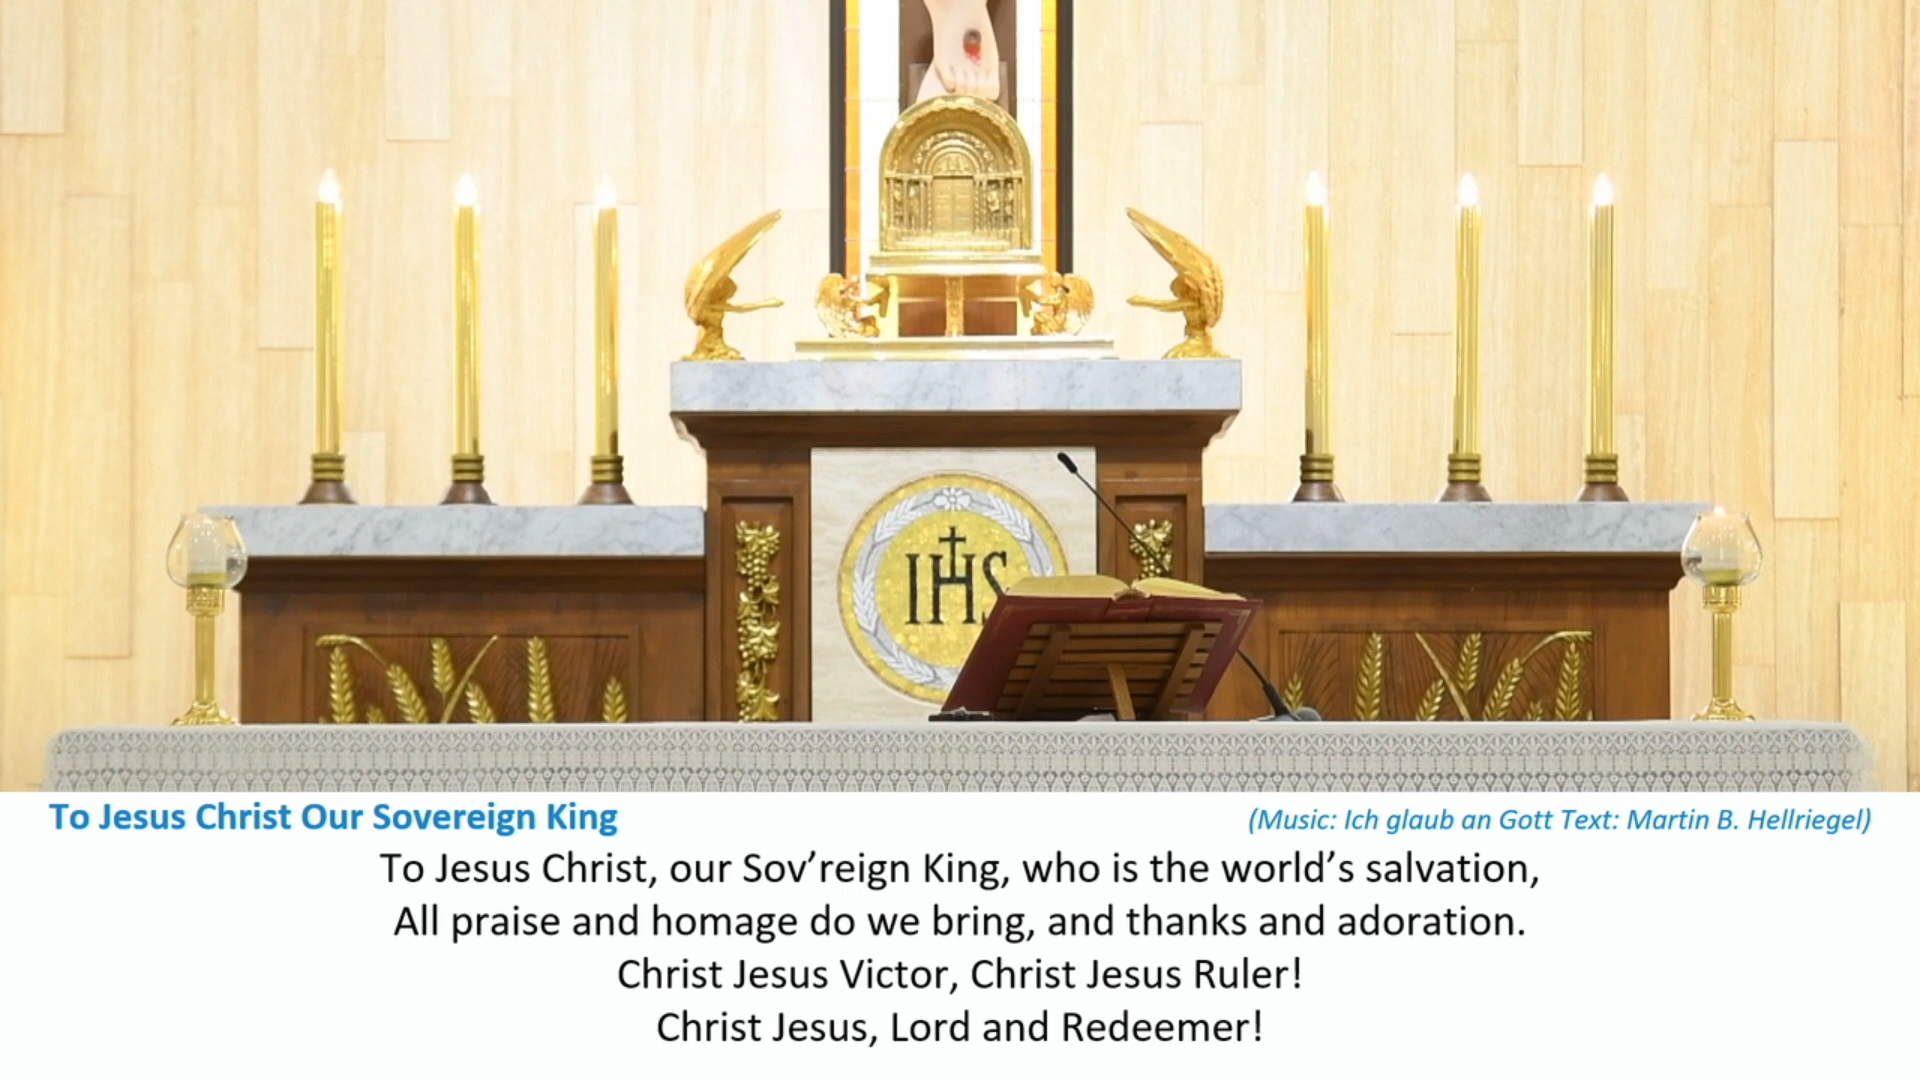 IHS
To Jesus Christ Our Sovereign King
(Music: Ich glaub an Gott Text: Martin B. Hellriegel)
To Jesus Christ, our Sov’reign King, who is the world’s salvation,
All praise and homage do we bring, and thanks and adoration.
Christ Jesus Victor, Christ Jesus Ruler!
Christ Jesus, Lord and Redeemer!